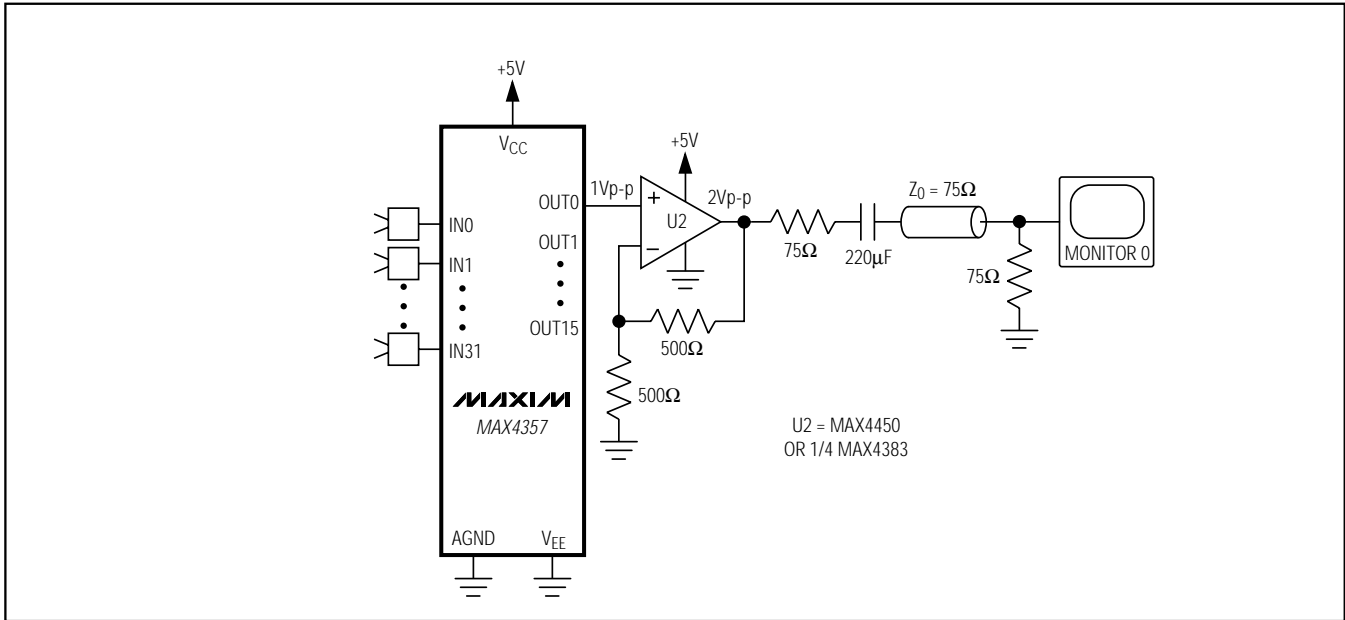 +5V
VCC
+5V
1Vp-p
2Vp-p
Z0 = 75Ω
OUT0
+
U2
−
IN0
OUT1
75Ω
220µF
MONITOR 0
75Ω
IN1
OUT15
500Ω
IN31
500Ω
MAXIM
MAX4357
U2 = MAX4450
OR 1/4 MAX4383
AGND
VEE